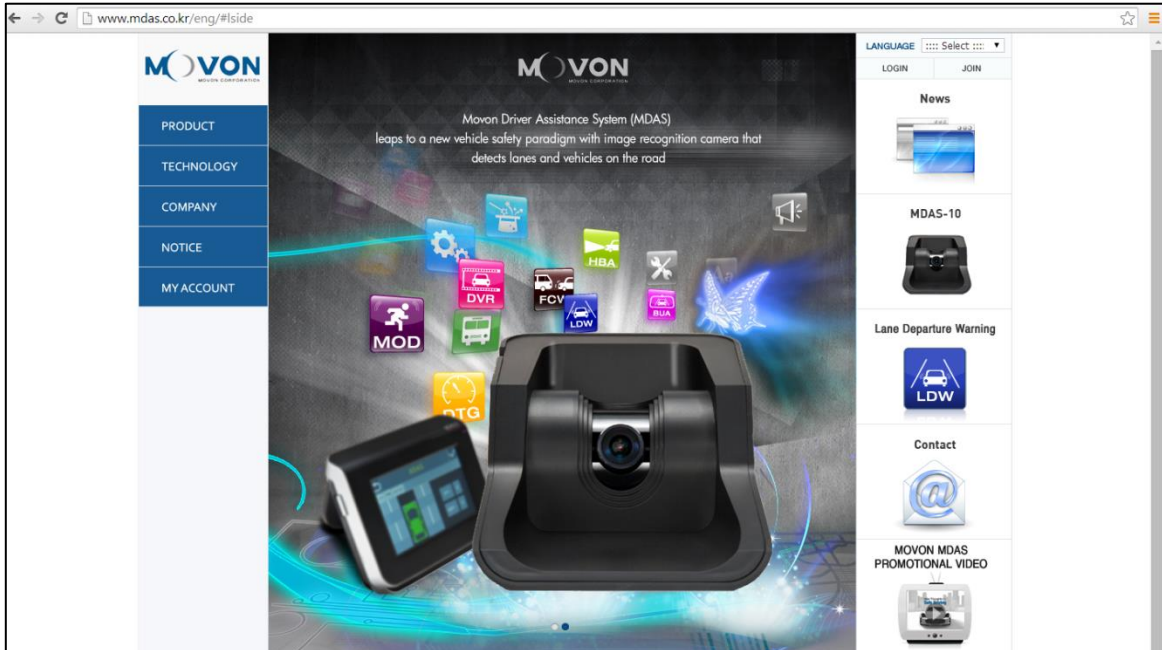 www.mdas.co.kr/eng/#lside
MOVON
MOVON CORPORATION
PRODUCT
TECHNOLOGY
COMPANY
NOTICE
MY ACCOUNT
MOVON
MOVON CORPORATION
Movon Driver Assistance System (MDAS)
leaps to a new vehicle safety paradigm with image recognition camera that
detects lanes and vehicles on the road
HBA
DVR
FCW
LDW
BUA
MOD
DTG
LANGUAGE :::: Select ::::
LOGIN JOIN
News
MDAS-10
Lane Departure Warning
LDW
Contact
@
MOVON MDAS
PROMOTIONAL VIDEO